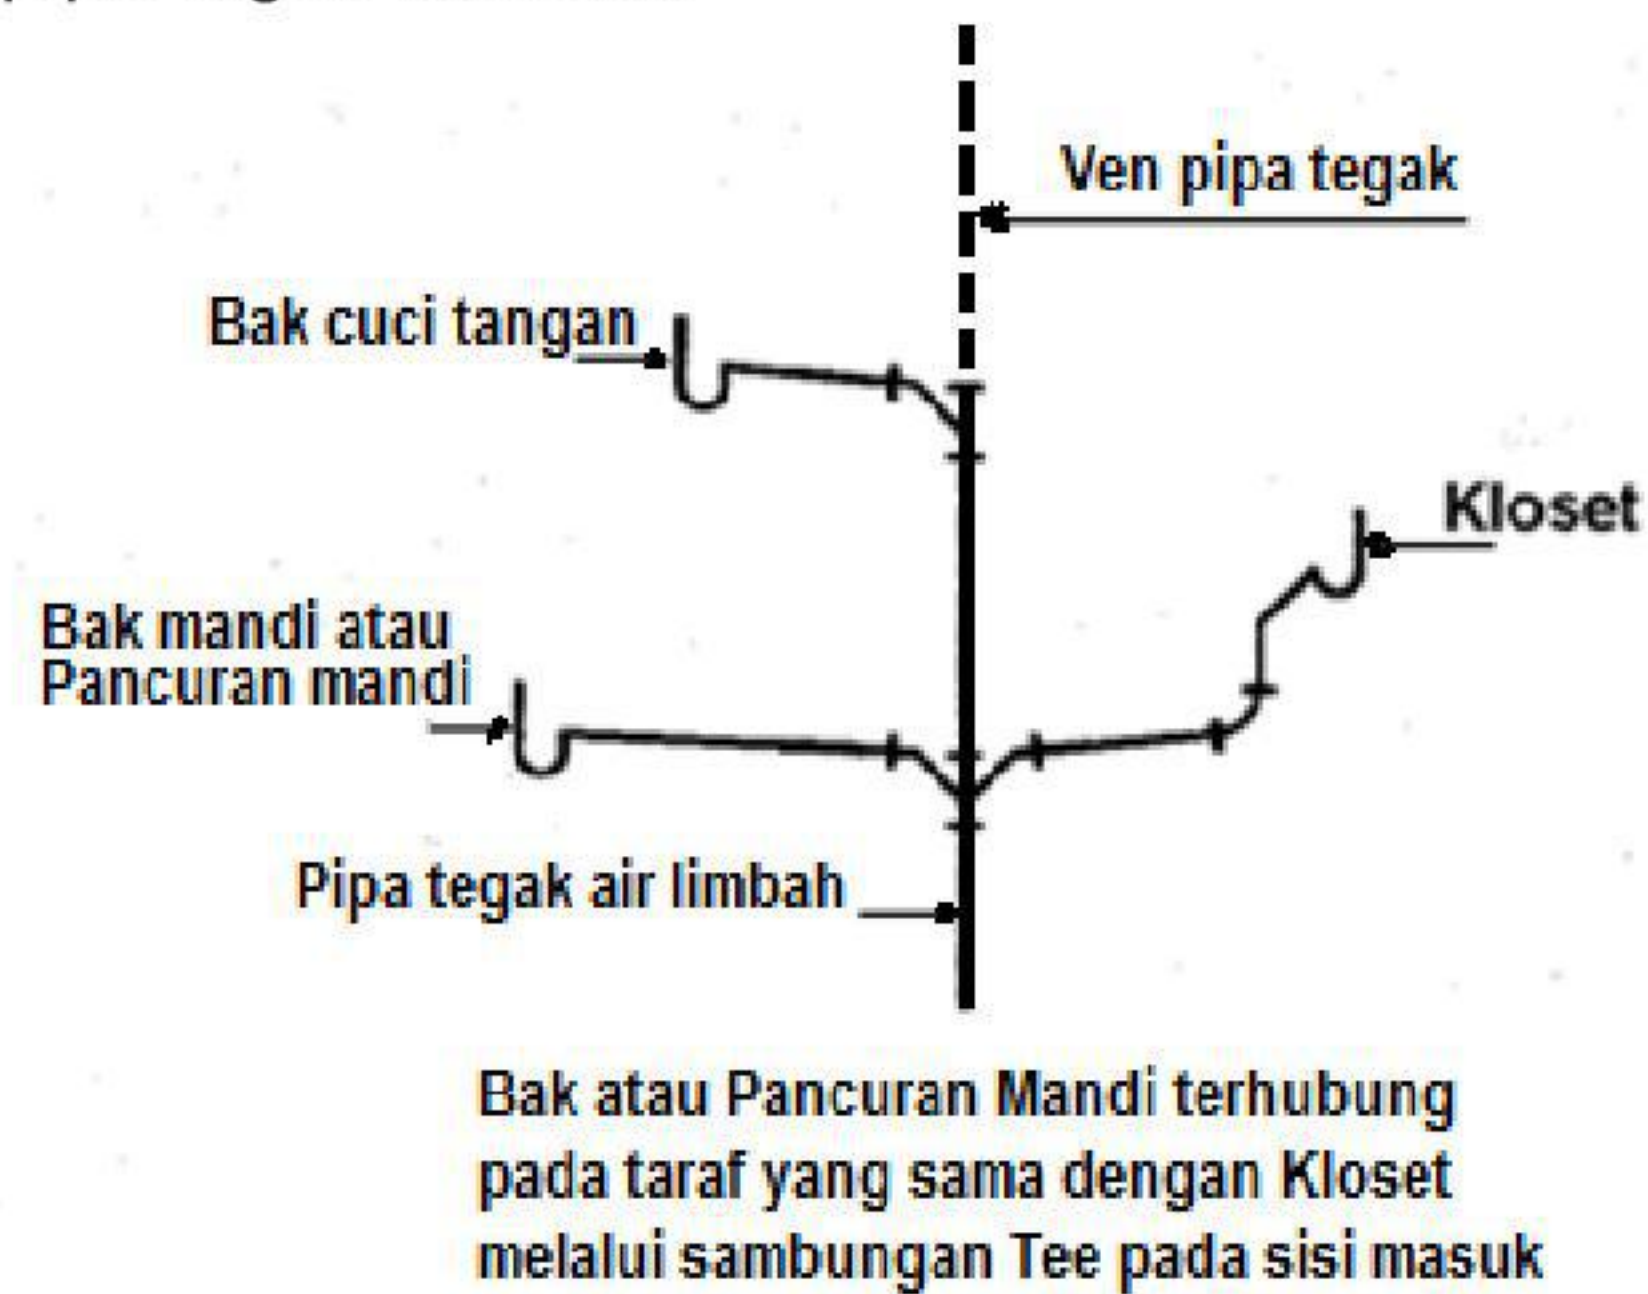 Ven pipa tegak
Bak cuci tangan
Kloset
Bak mandi atau
Pancuran mandi
Pipa tegak air limbah
Bak atau Pancuran Mandi terhubung
pada taraf yang sama dengan Kloset
melalui sambungan Tee pada sisi masuk